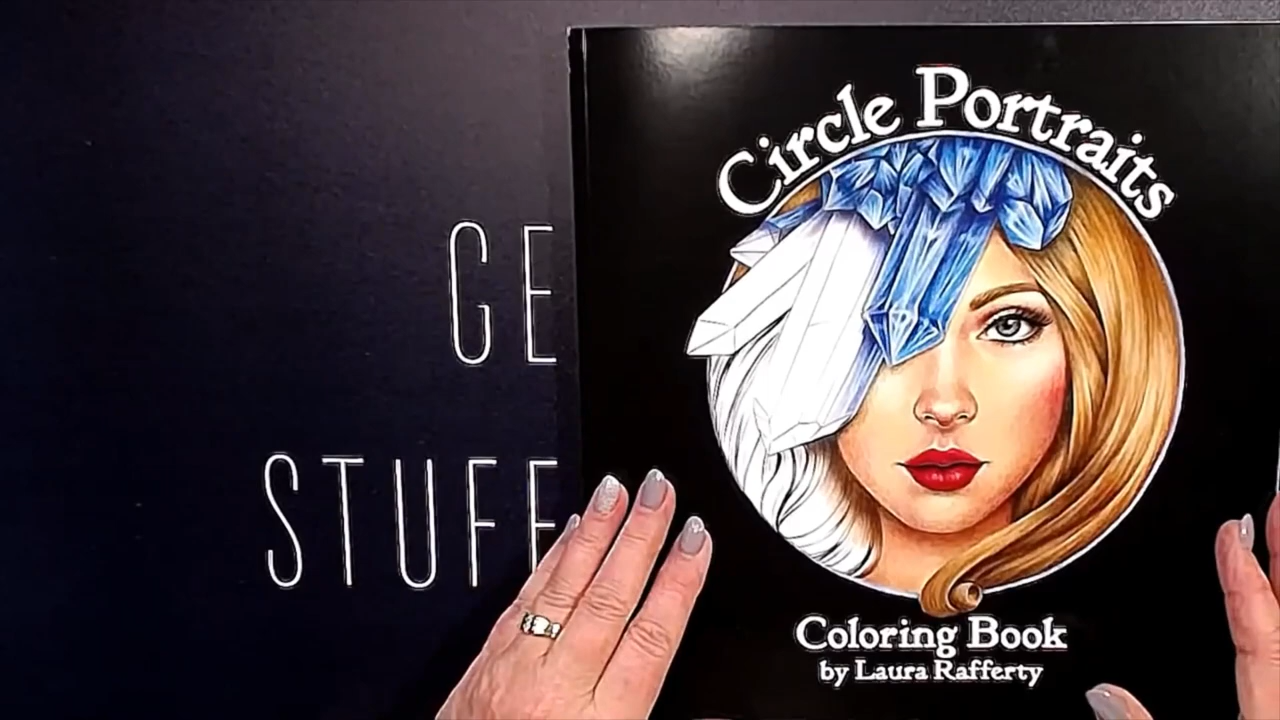 GE
STUFF
Circle Portraits
Coloring Book
by Laura Rafferty